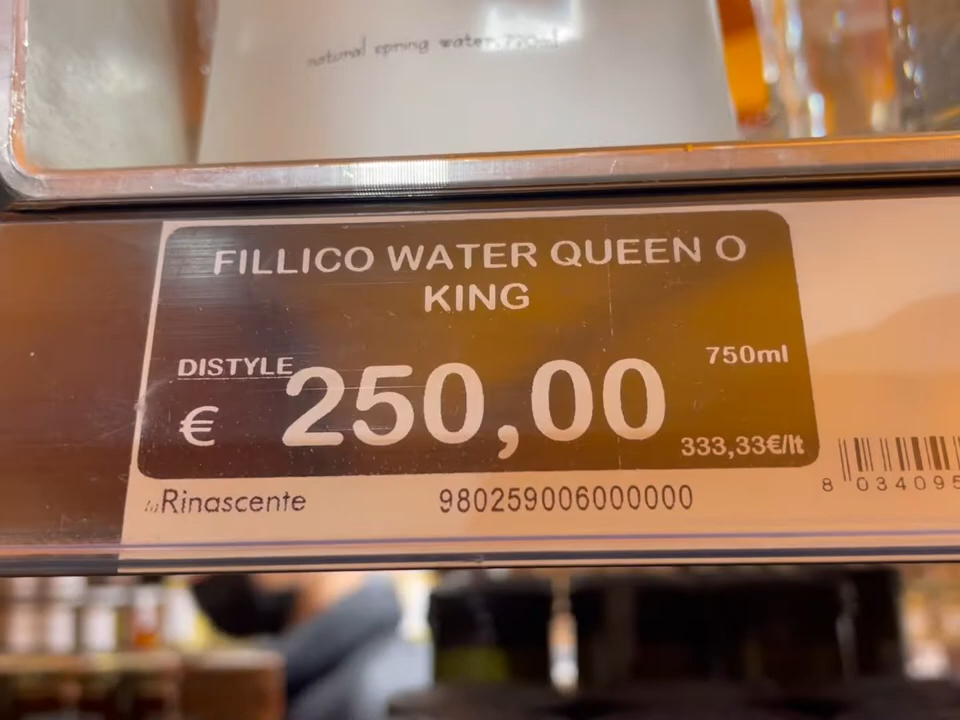 natural spring water 750ml
FILLICO WATER QUEEN O
KING
DISTYLE
750ml
€ 250,00
333,33€/lt
la Rinascente
980259006000000
8 034095